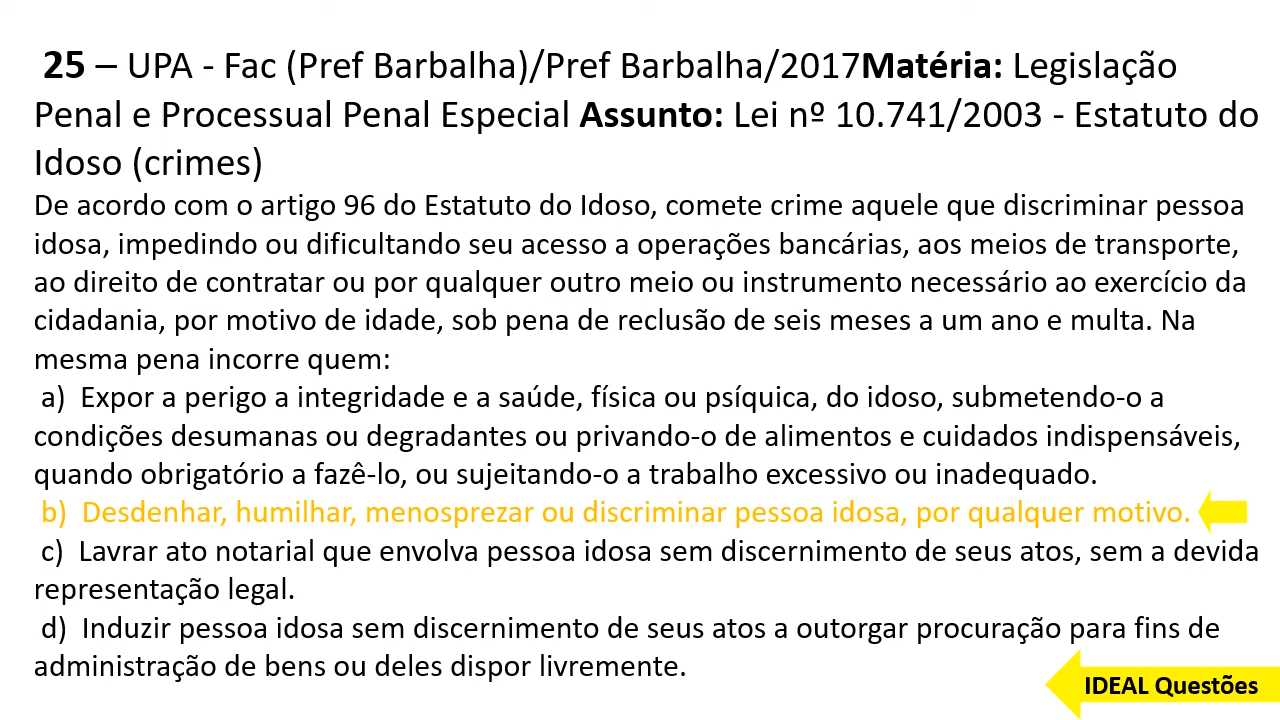 25 – UPA - Fac (Pref Barbalha)/Pref Barbalha/2017Matéria: Legislação
Penal e Processual Penal Especial Assunto: Lei nº 10.741/2003 - Estatuto do
Idoso (crimes)
De acordo com o artigo 96 do Estatuto do Idoso, comete crime aquele que discriminar pessoa
idosa, impedindo ou dificultando seu acesso a operações bancárias, aos meios de transporte,
ao direito de contratar ou por qualquer outro meio ou instrumento necessário ao exercício da
cidadania, por motivo de idade, sob pena de reclusão de seis meses a um ano e multa. Na
mesma pena incorre quem:
a) Expor a perigo a integridade e a saúde, física ou psíquica, do idoso, submetendo-o a
condições desumanas ou degradantes ou privando-o de alimentos e cuidados indispensáveis,
quando obrigatório a fazê-lo, ou sujeitando-o a trabalho excessivo ou inadequado.
b) Desdenhar, humilhar, menosprezar ou discriminar pessoa idosa, por qualquer motivo.
c) Lavrar ato notarial que envolva pessoa idosa sem discernimento de seus atos, sem a devida
representação legal.
d) Induzir pessoa idosa sem discernimento de seus atos a outorgar procuração para fins de
administração de bens ou deles dispor livremente.
IDEAL Questões